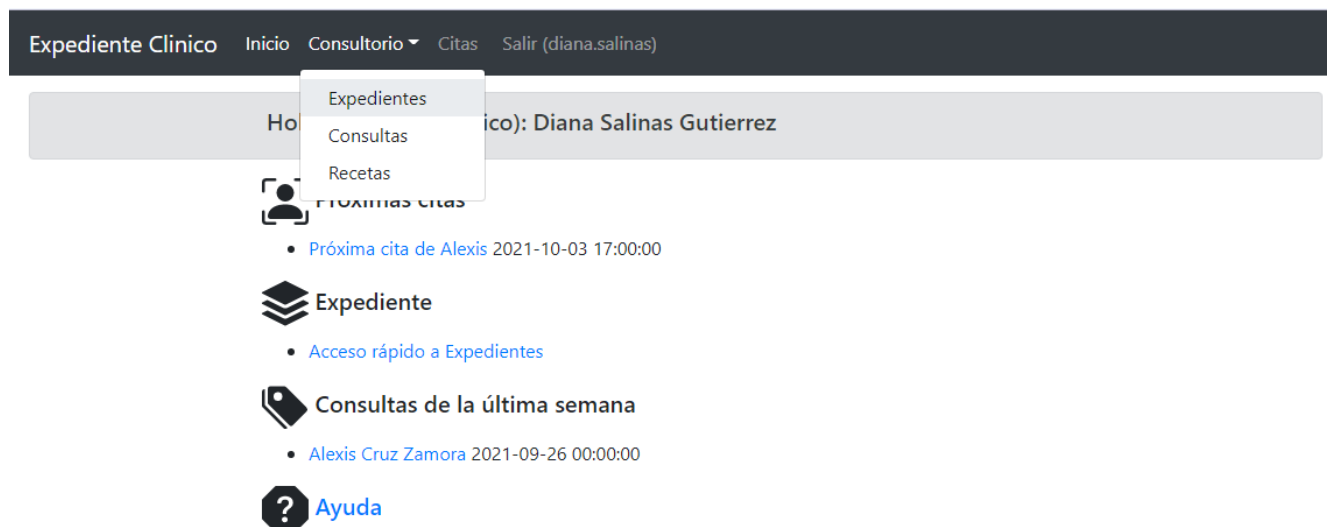 Expediente Clinico Inicio Consultorio Citas Salir (diana.salinas)
Expedientes
Consultas
Recetas
Diana Salinas Gutierrez
citas
Próxima cita de Alexis 2021-10-03 17:00:00
Expediente
Acceso rápido a Expedientes
Consultas de la última semana
Alexis Cruz Zamora 2021-09-26 00:00:00
Ayuda